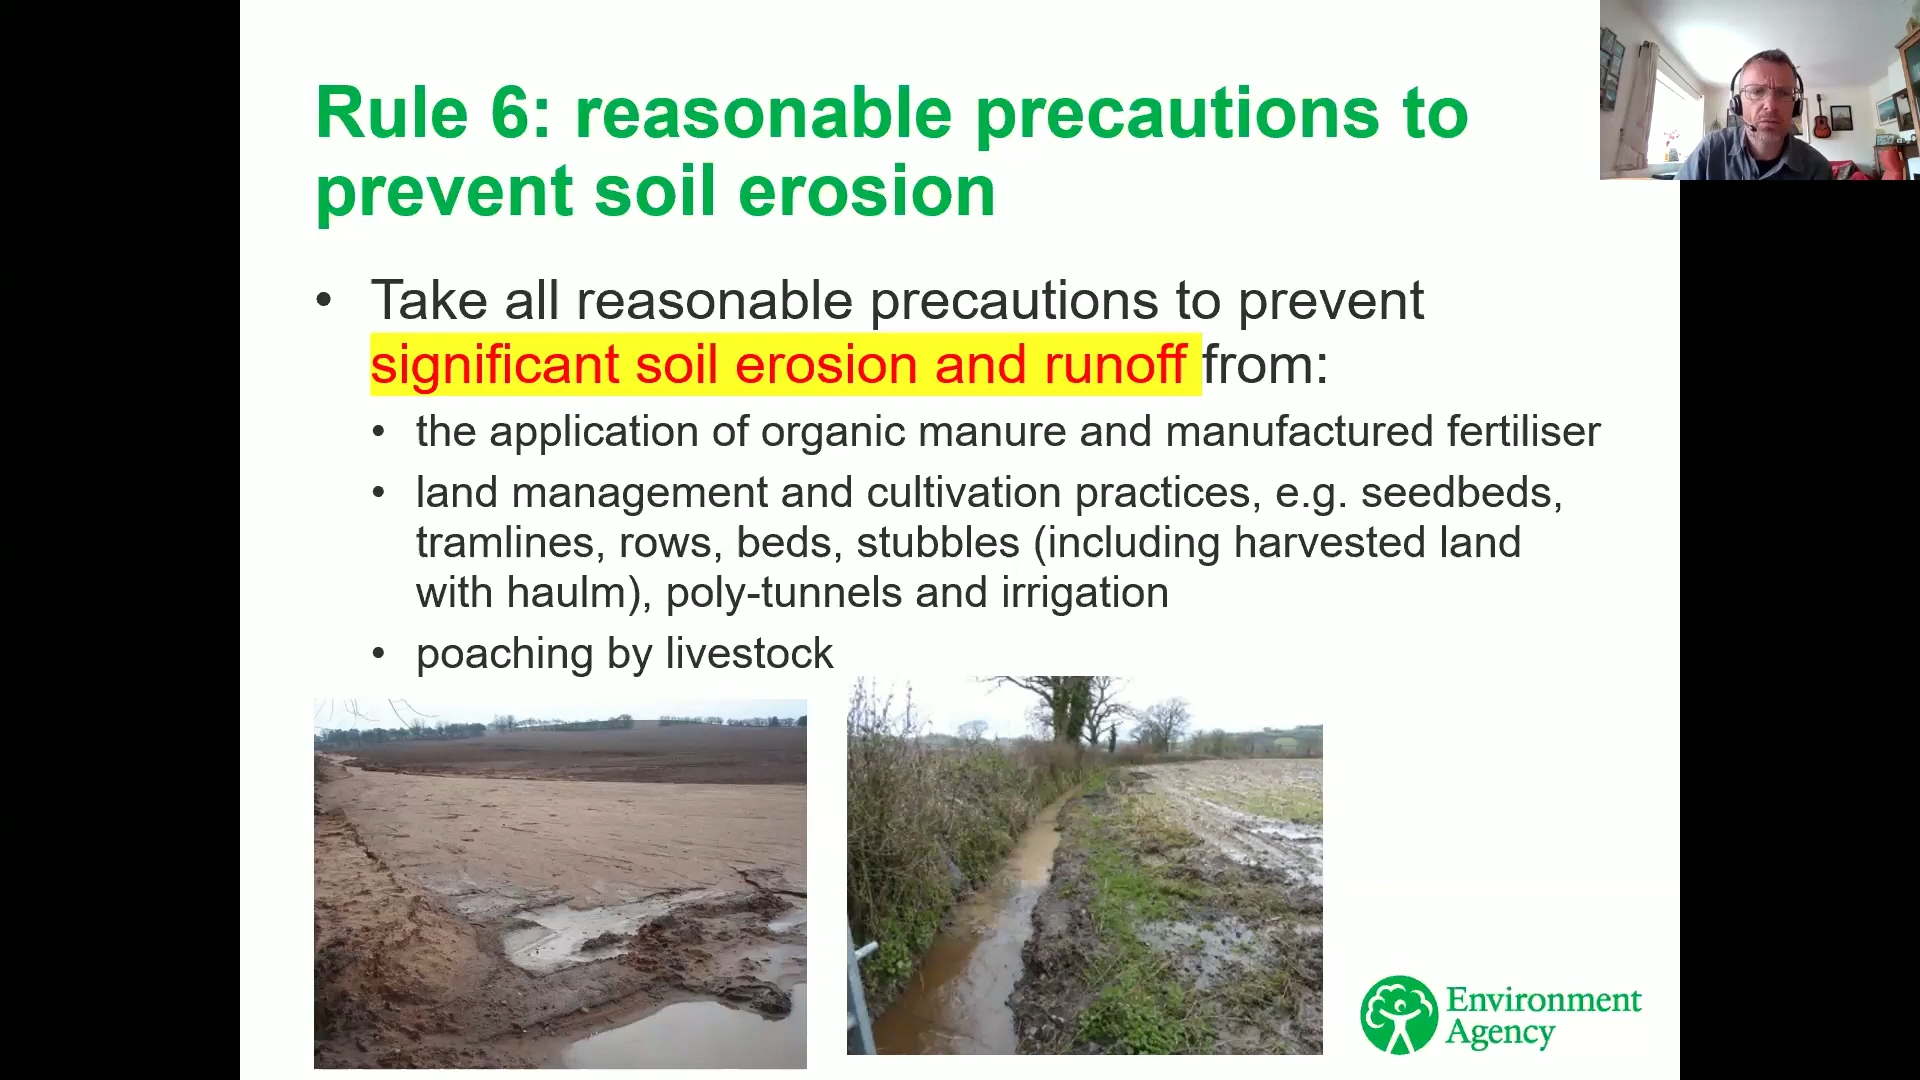 Rule 6: reasonable precautions to
prevent soil erosion
• Take all reasonable precautions to prevent
significant soil erosion and runoff from:
• the application of organic manure and manufactured fertiliser
• land management and cultivation practices, e.g. seedbeds,
tramlines, rows, beds, stubbles (including harvested land
with haulm), poly-tunnels and irrigation
• poaching by livestock
Environment
Agency